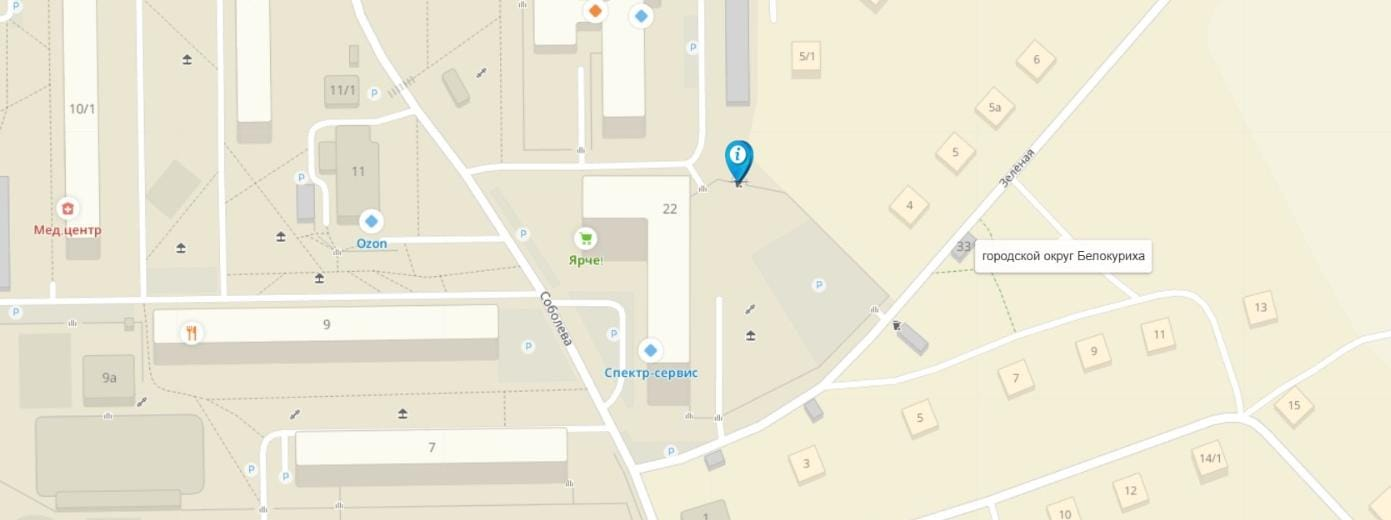 P
P
5/1
6
10/1
11/1
P
5а
5
11
P
Зелёная
4
22
Мед.центр
P
Ozon
33
городской округ Белокуриха
Ярче!
P
Соболева
13
P
9
P
11
P
9
Спектр-сервис
9а
7
15
5
7
P
3
14/1
P
P
12
10
1